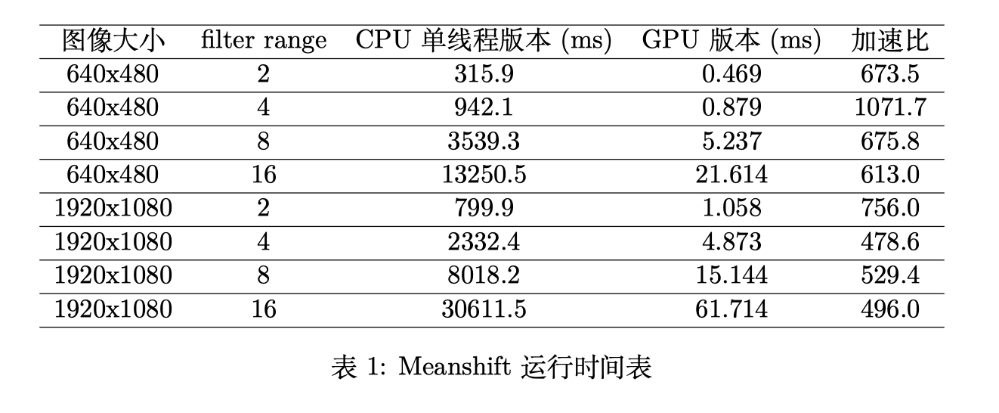 图像大小 filter range CPU 单线程版本 (ms) GPU 版本 (ms) 加速比
640x480 2 315.9 0.469 673.5
640x480 4 942.1 0.879 1071.7
640x480 8 3539.3 5.237 675.8
640x480 16 13250.5 21.614 613.0
1920x1080 2 799.9 1.058 756.0
1920x1080 4 2332.4 4.873 478.6
1920x1080 8 8018.2 15.144 529.4
1920x1080 16 30611.5 61.714 496.0
表 1: Meanshift 运行时间表